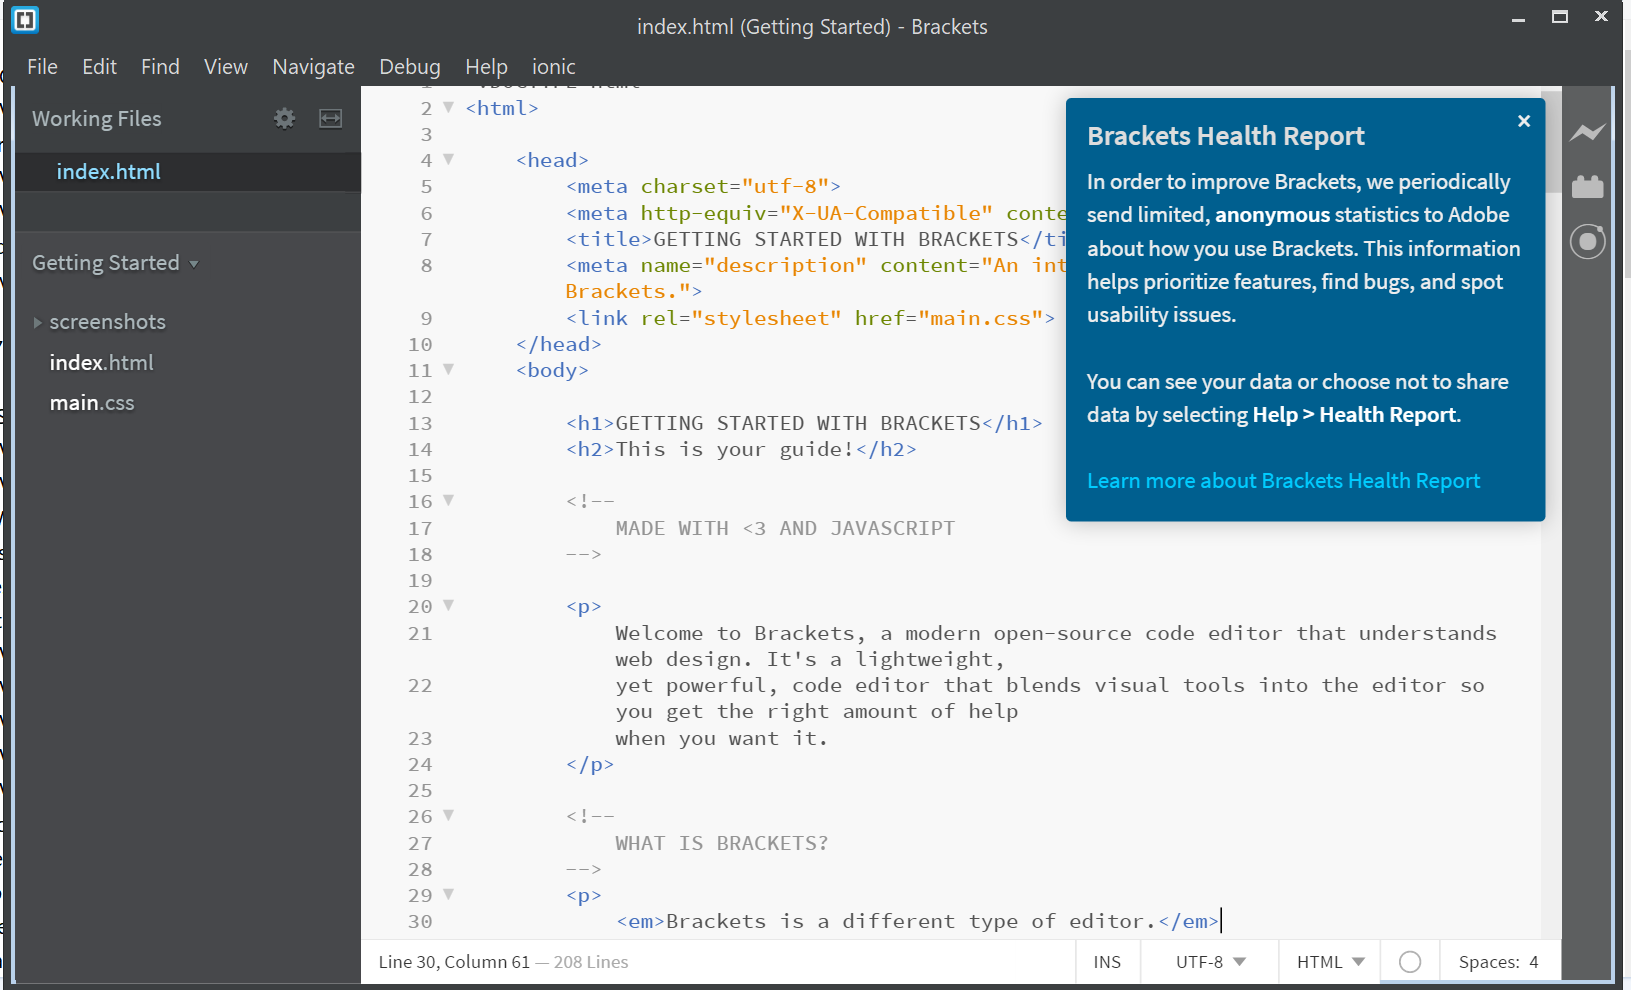 index.html (Getting Started) - Brackets
File Edit Find View Navigate Debug Help ionic
Working Files
index.html
Getting Started
screenshots
index.html
main.css
1
2 <html>
3
4 <head>
5 <meta charset="utf-8">
6 <meta http-equiv="X-UA-Compatible" conte
7 <title>GETTING STARTED WITH BRACKETS</ti
8 <meta name="description" content="An int
Brackets.">
9 <link rel="stylesheet" href="main.css">
10 </head>
11 <body>
12
13 <h1>GETTING STARTED WITH BRACKETS</h1>
14 <h2>This is your guide!</h2>
15
16 <!--
17 MADE WITH <3 AND JAVASCRIPT
18 -->
19
20 <p>
21 Welcome to Brackets, a modern open-source code editor that understands
web design. It's a lightweight,
22 yet powerful, code editor that blends visual tools into the editor so
you get the right amount of help
23 when you want it.
24 </p>
25
26 <!--
27 WHAT IS BRACKETS?
28 -->
29 <p>
30 <em>Brackets is a different type of editor.</em>
Brackets Health Report
In order to improve Brackets, we periodically
send limited, anonymous statistics to Adobe
about how you use Brackets. This information
helps prioritize features, find bugs, and spot
usability issues.
You can see your data or choose not to share
data by selecting Help > Health Report.
Learn more about Brackets Health Report
Line 30, Column 61 — 208 Lines
INS UTF-8 HTML Spaces: 4